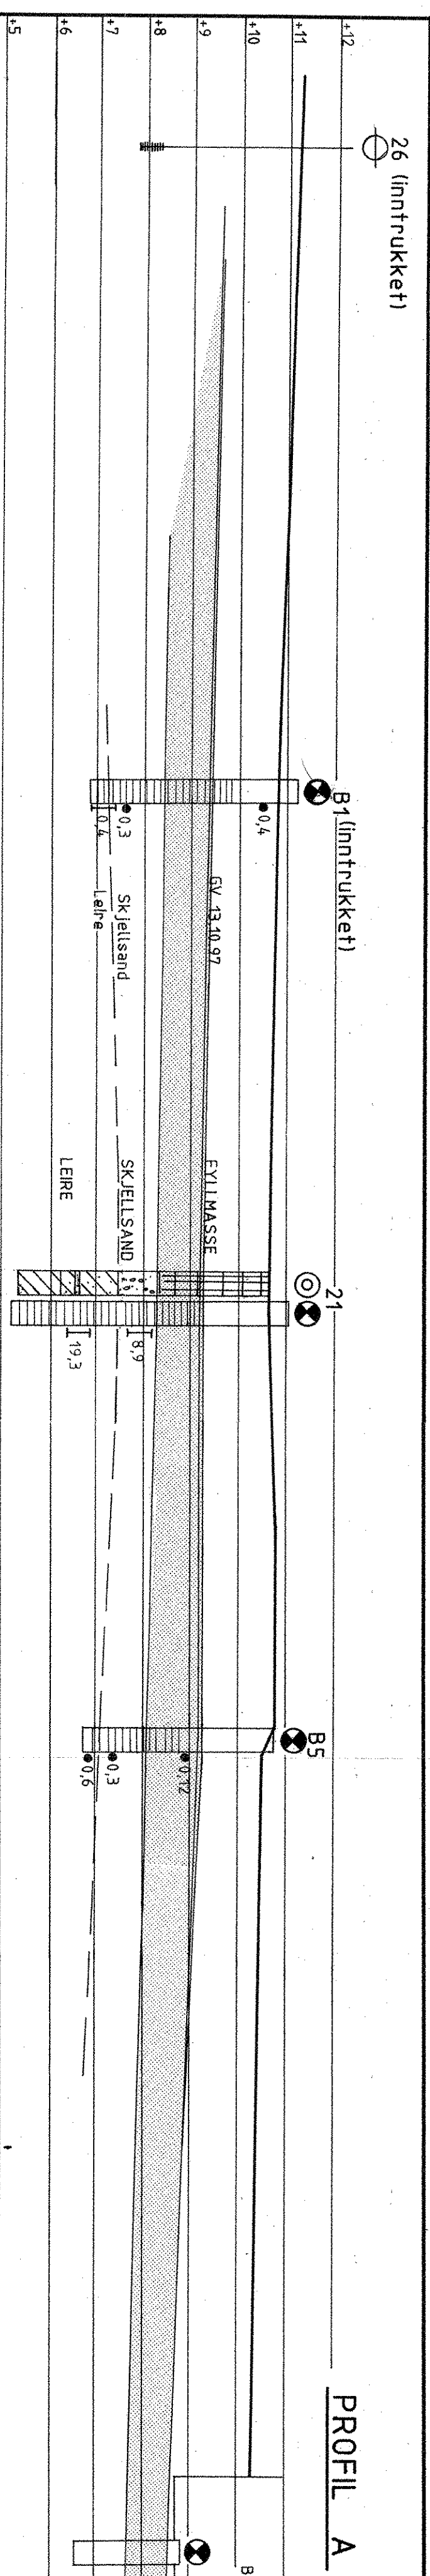 PROFIL A
26 (inntrukket)
B1 (inntrukket)
21
B5
B
+12
+11
+10
+9
+8
+7
+6
+5
0,4
0,3
0,4
GV 13.10.97
Skjellsand
Leire
FYLLMASSE
SKJELLSAND
LEIRE
8,9
19,3
0,12
0,3
0,6